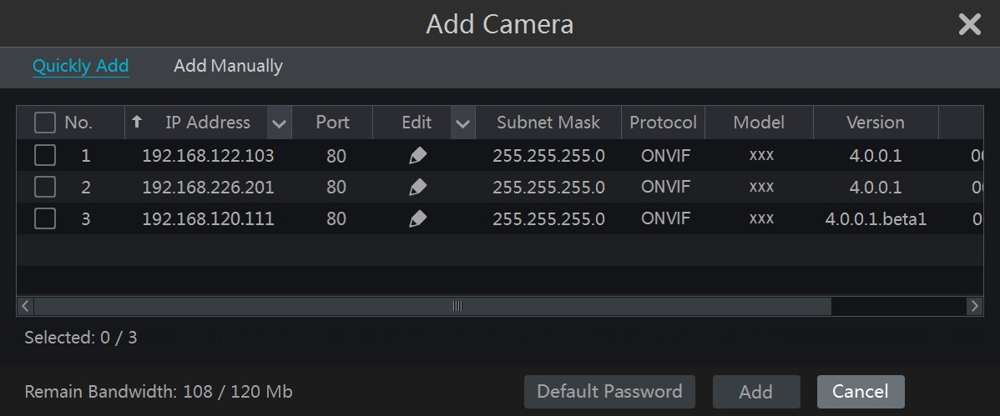 Add Camera
Quickly Add Add Manually
No. IP Address Port Edit Subnet Mask Protocol Model Version
1 192.168.122.103 80 255.255.255.0 ONVIF xxx 4.0.0.1
2 192.168.226.201 80 255.255.255.0 ONVIF xxx 4.0.0.1
3 192.168.120.111 80 255.255.255.0 ONVIF xxx 4.0.0.1.beta1
Selected: 0 / 3
Remain Bandwidth: 108 / 120 Mb Default Password Add Cancel